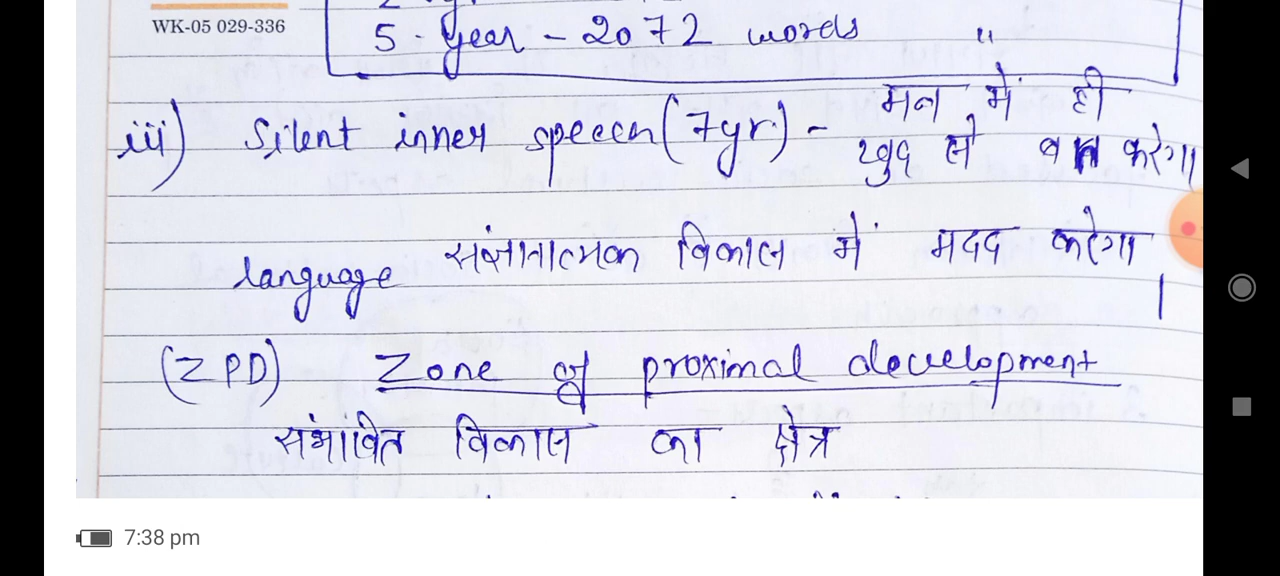 WK-05 029-336
5 - Year - 2072 words "
iii) Silent inner speech (7yr.) - मन में ही
खुद से बात करेगा
language संज्ञानात्मक विकास में मदद करेगा
(ZPD) Zone of proximal development
संभावित विकास का क्षेत्र
7:38 pm